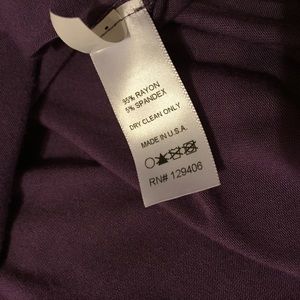 95% RAYON
5% SPANDEX
DRY CLEAN ONLY
MADE IN U.S.A.
RN# 129406